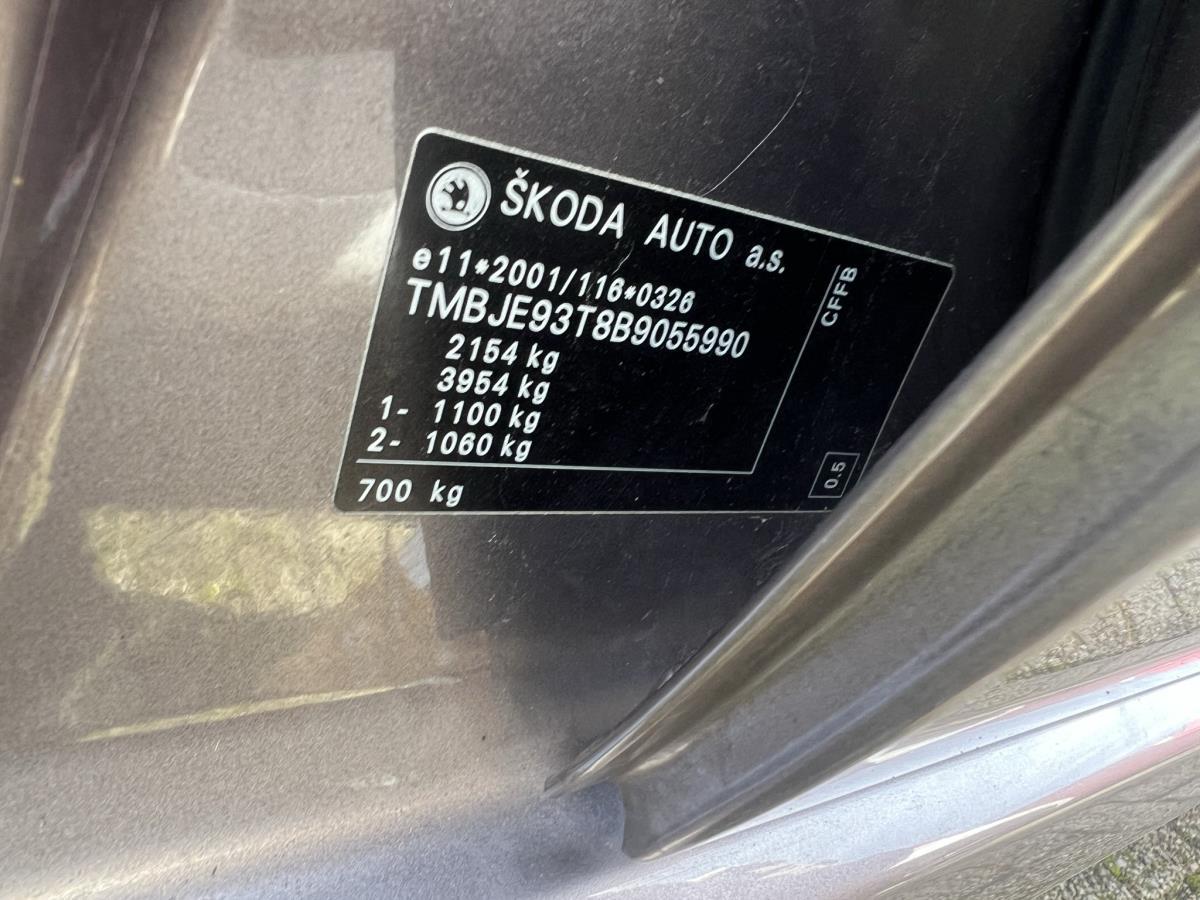 ŠKODA AUTO a.s.
e11*2001/116*0326
TMBJE93T8B9055990
2154 kg
3954 kg
1- 1100 kg
2- 1060 kg
700 kg
CFFB
0.5